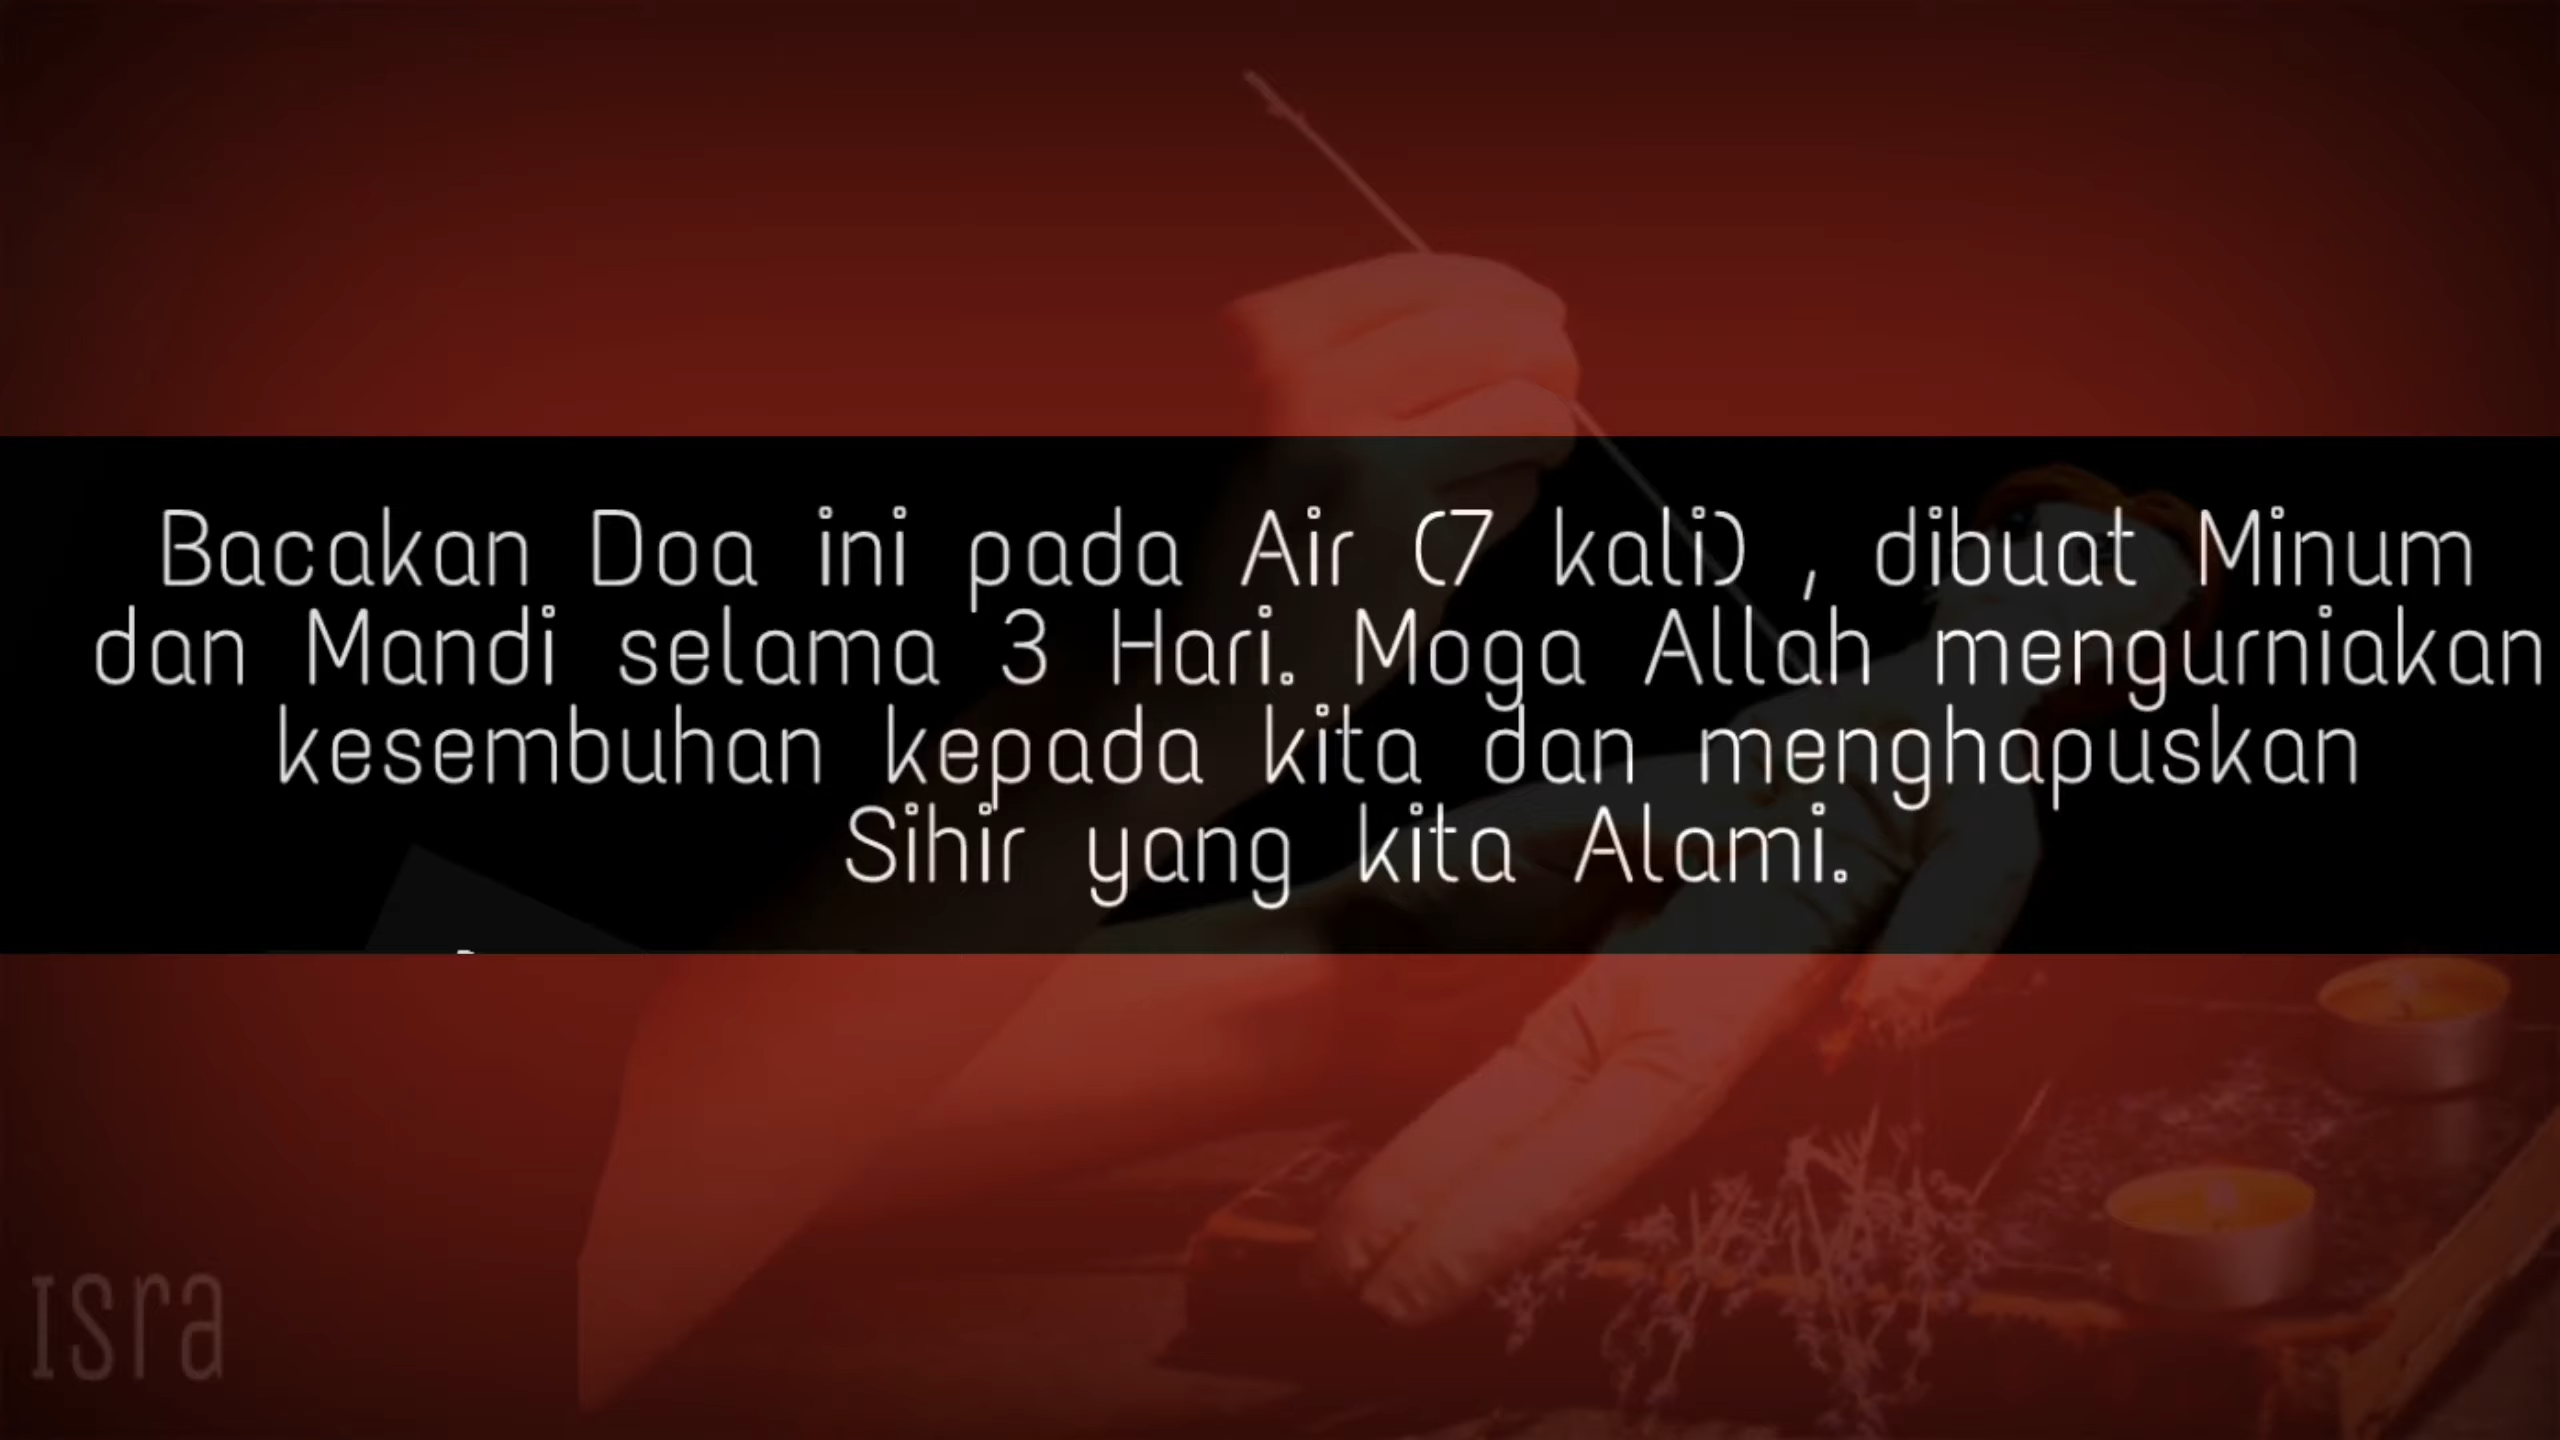 Bacakan Doa ini pada Air (7 kali) , dibuat Minum
dan Mandi selama 3 Hari. Moga Allah mengurniakan
kesembuhan kepada kita dan menghapuskan
Sihir yang kita Alami.
Isra